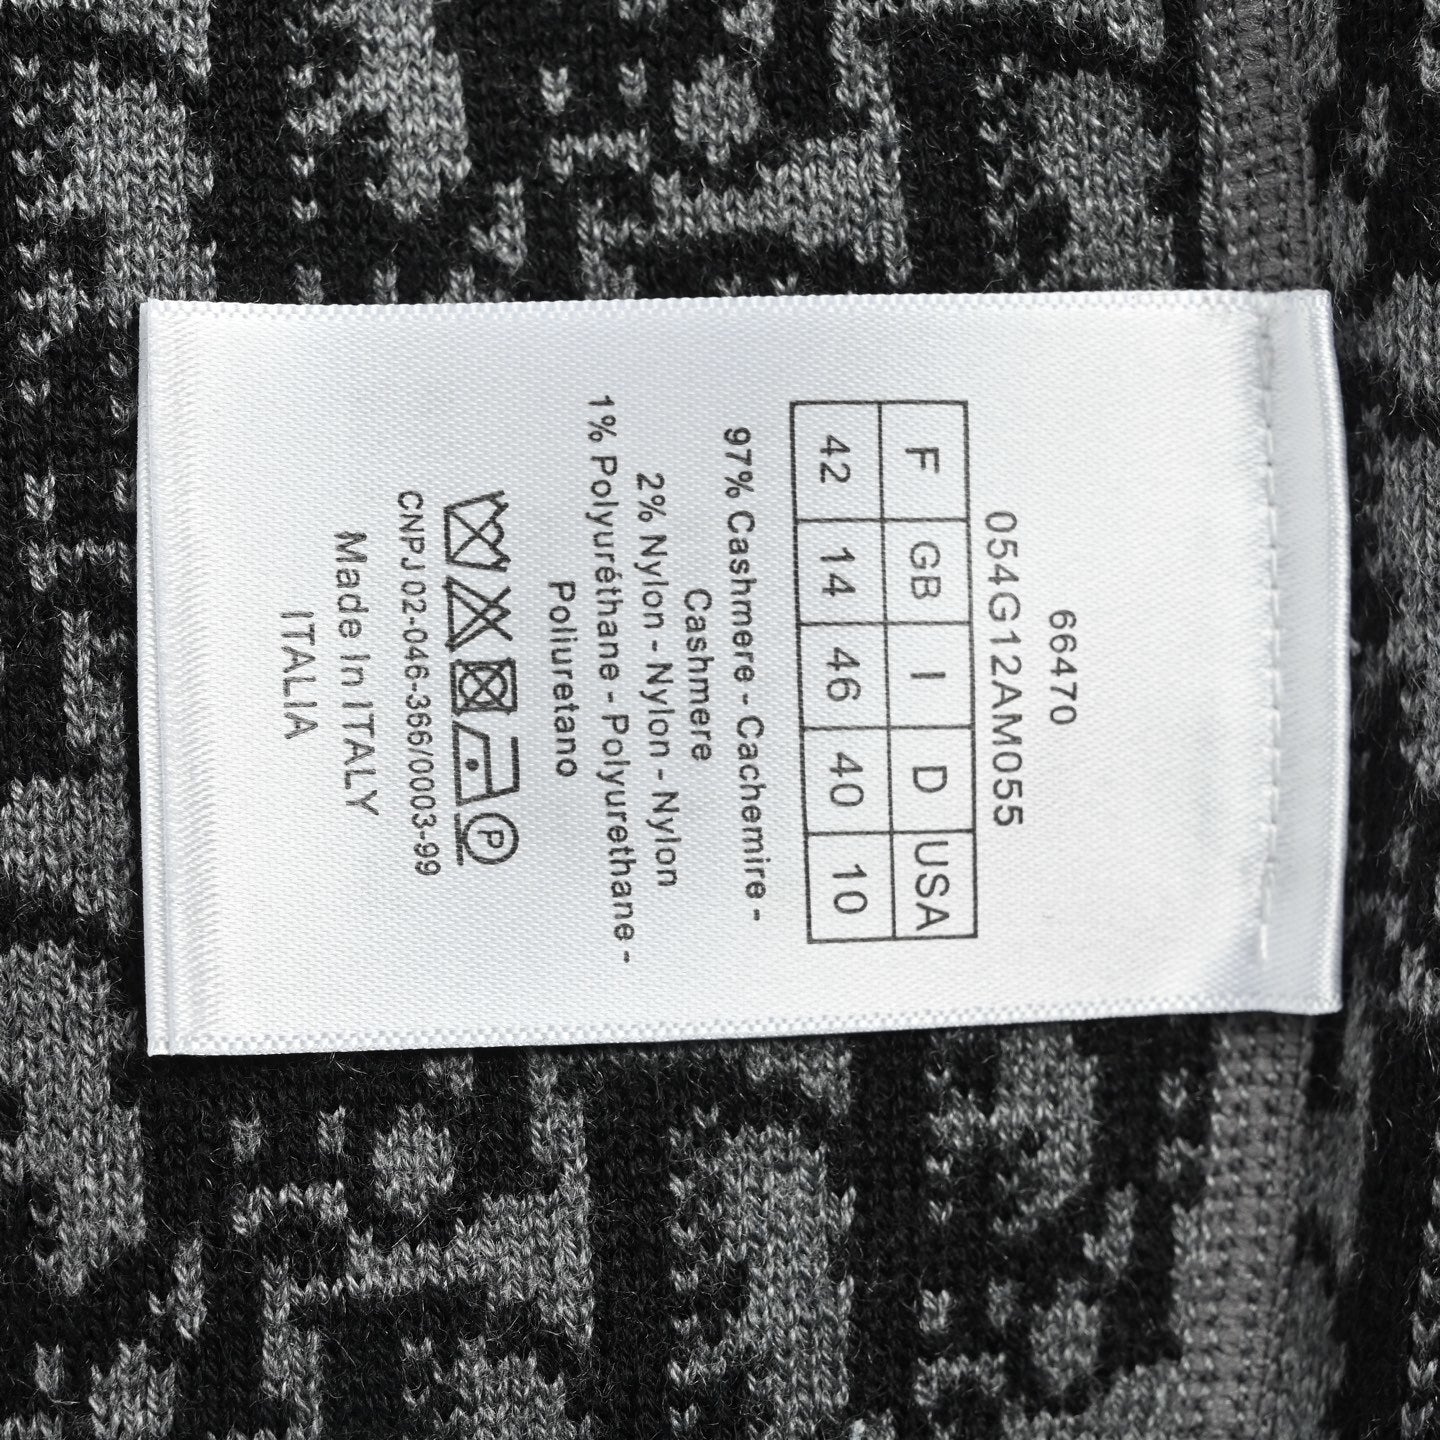 66470
054G12AM055
F GB I D USA
42 14 46 40 10
97% Cashmere - Cachemire -
Cashmere
2% Nylon - Nylon - Nylon
1% Polyuréthane - Polyurethane -
Poliuretano
P
CNPJ 02-046-366/0003-99
Made In ITALY
ITALIA